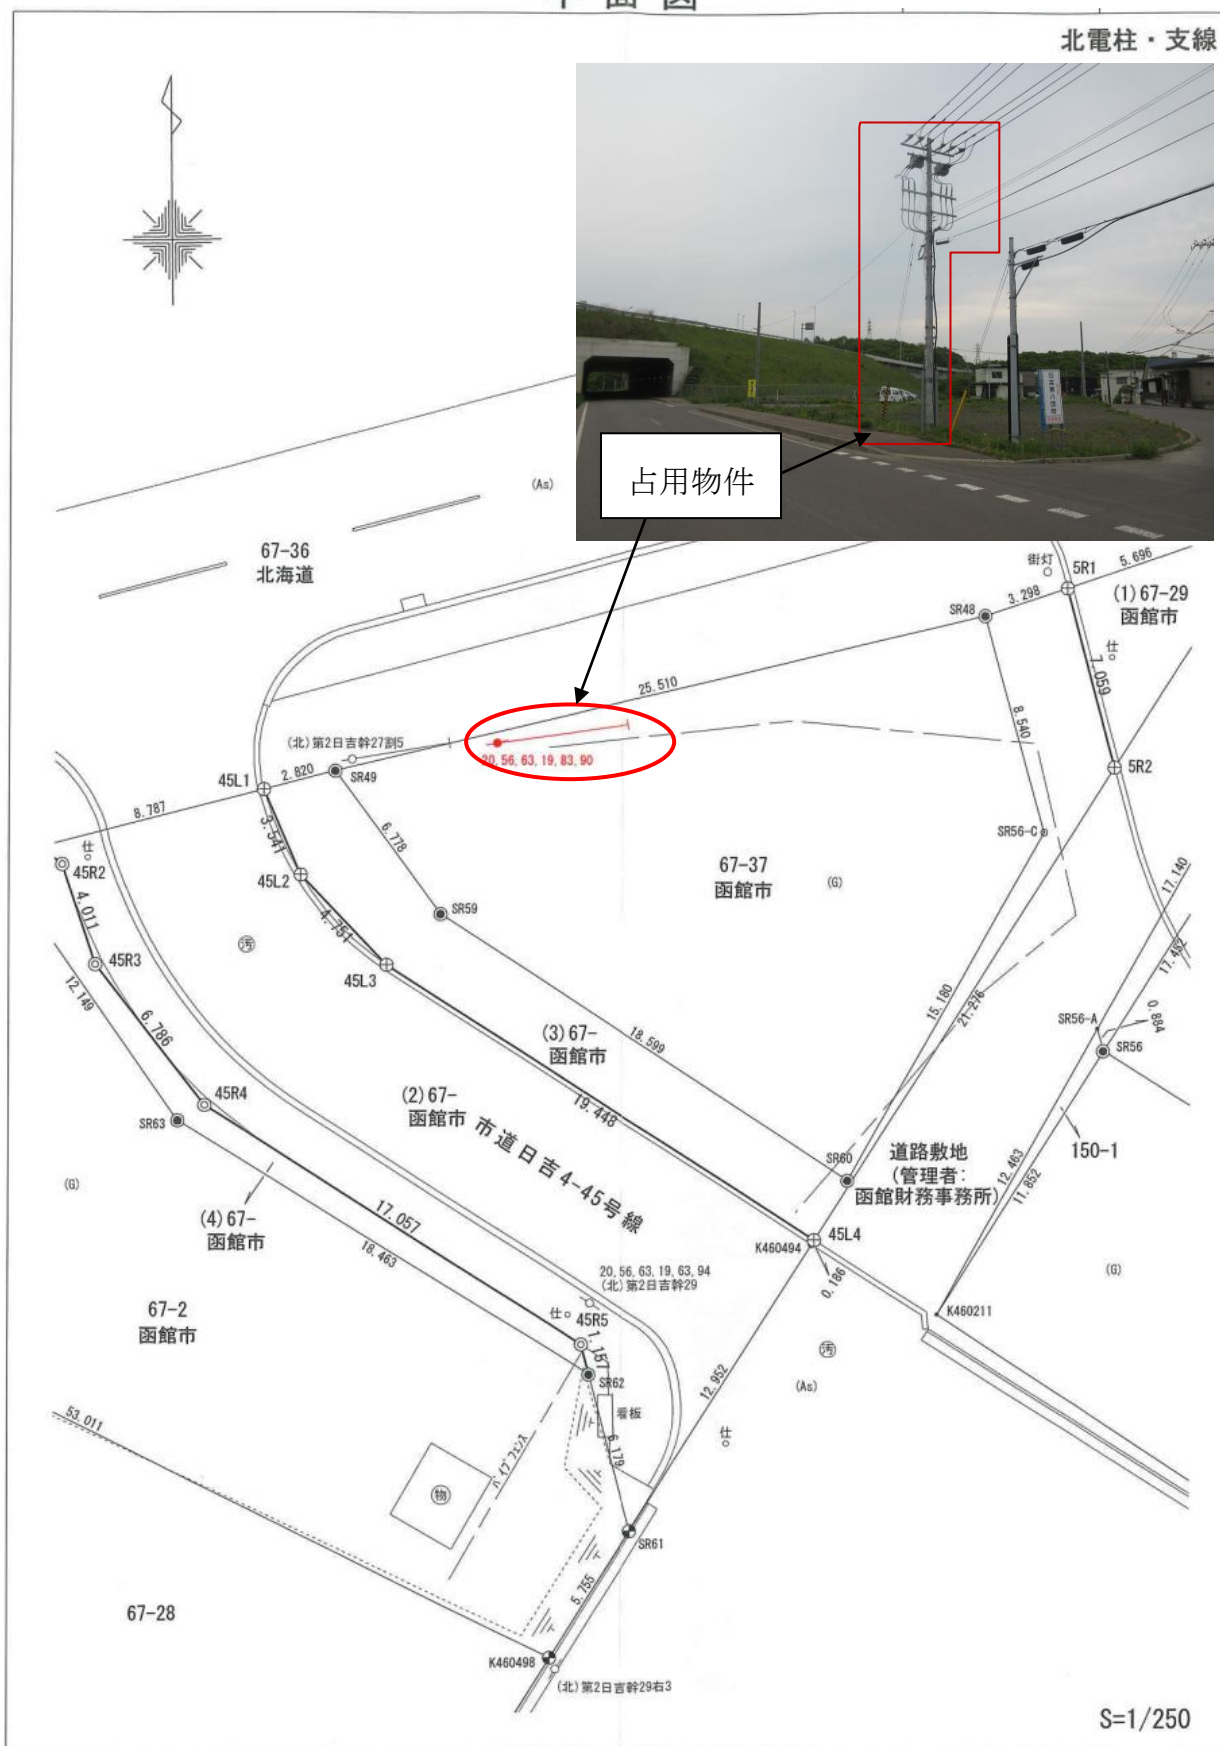 平面図
北電柱・支線
占用物件
(As)
67-36
北海道
街灯
5R1
5.696
3.298
SR48
(1)67-29
函館市
仕
7.059
25.510
8.540
(北)第2日吉幹27割5
20,56,63,19,83,90
5R2
2.820
SR49
45L1
8.787
3.541
6.778
SR56-C
仕
45R2
45L2
67-37
函館市
(G)
17.140
4.011
SR59
4.751
汚
17.452
45R3
45L3
12.149
6.786
15.180
21.276
SR56-A
0.884
(3)67-
函館市
18.599
SR56
45R4
(2)67-
函館市
19.448
SR63
市道日吉4-45号線
SR60
道路敷地
(管理者:
函館財務事務所)
12.463
11.852
150-1
(G)
(4)67-
函館市
17.057
18.463
K460494
45L4
0.186
(G)
20,56,63,19,63,94
(北)第2日吉幹29
67-2
函館市
仕
45R5
K460211
1.157
汚
SR62
12.952
(As)
看板
53.011
パイプフェンス
6.179
仕
物
SR61
5.755
67-28
K460498
(北)第2日吉幹29右3
S=1/250